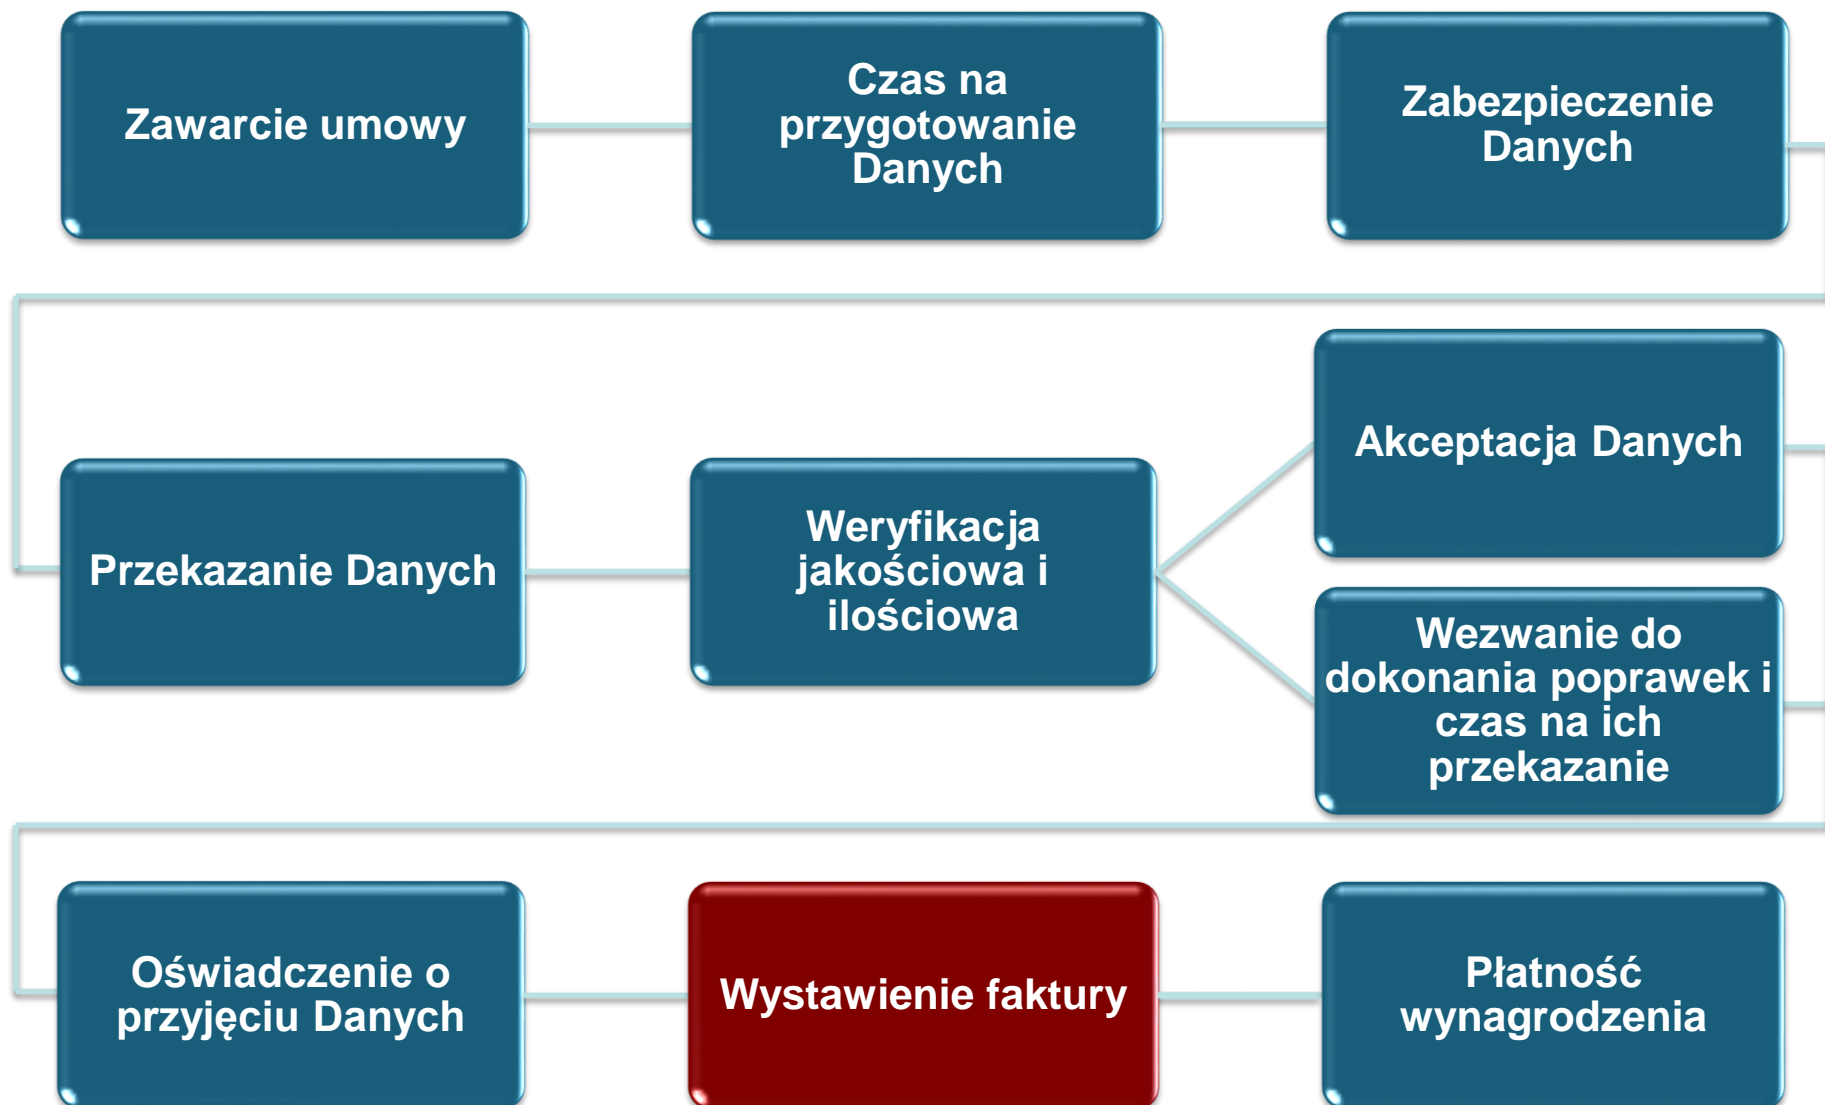 Zawarcie umowy
Czas na
przygotowanie
Danych
Zabezpieczenie
Danych
Przekazanie Danych
Weryfikacja
jakościowa i
ilościowa
Akceptacja Danych
Wezwanie do
dokonania poprawek i
czas na ich
przekazanie
Oświadczenie o
przyjęciu Danych
Wystawienie faktury
Płatność
wynagrodzenia